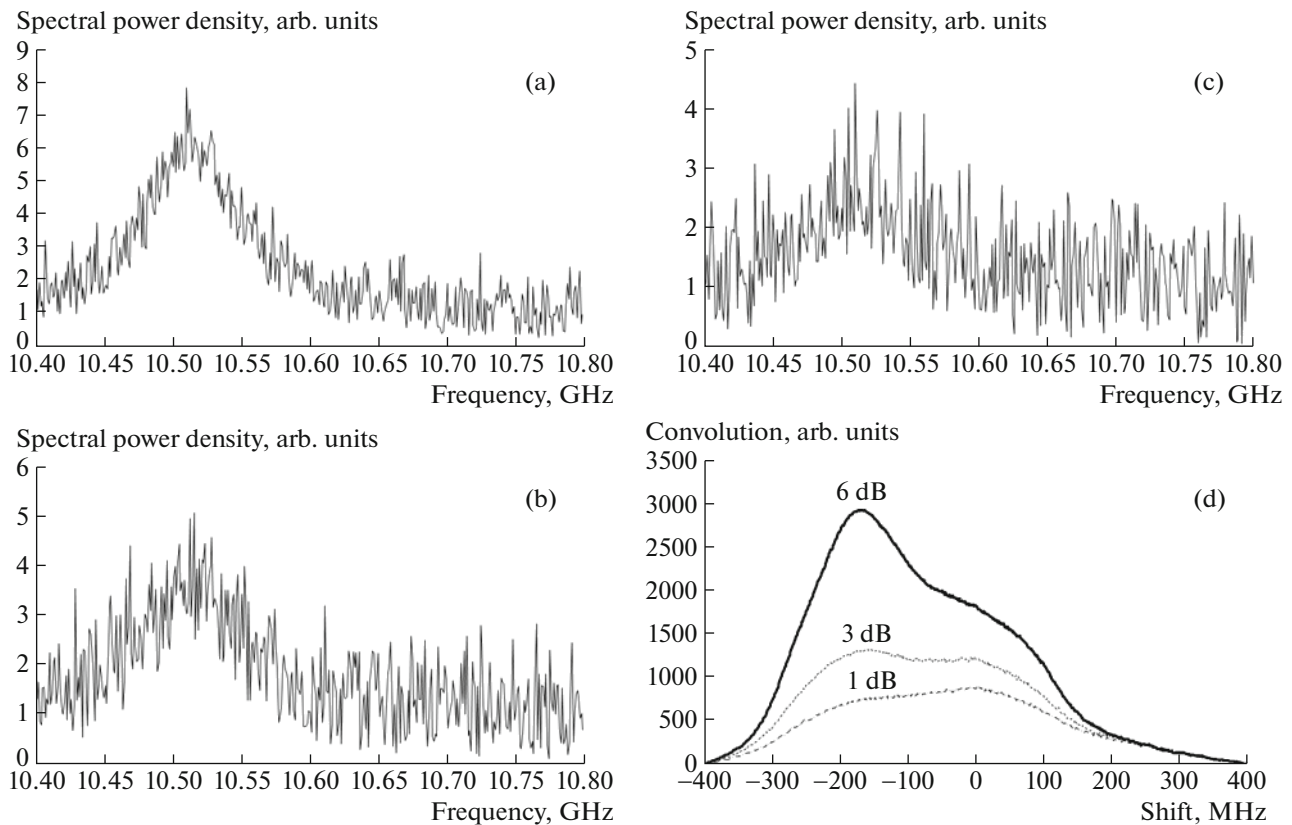 Spectral power density, arb. units
9
8
7
6
5
4
3
2
1
0
(a)
10.40 10.45 10.50 10.55 10.60 10.65 10.70 10.75 10.80
Frequency, GHz
Spectral power density, arb. units
5
4
3
2
1
0
(c)
10.40 10.45 10.50 10.55 10.60 10.65 10.70 10.75 10.80
Frequency, GHz
Spectral power density, arb. units
6
5
4
3
2
1
0
(b)
10.40 10.45 10.50 10.55 10.60 10.65 10.70 10.75 10.80
Frequency, GHz
Convolution, arb. units
3500
3000
2500
2000
1500
1000
500
0
6 dB
(d)
3 dB
1 dB
−400 −300 −200 −100 0 100 200 300 400
Shift, MHz